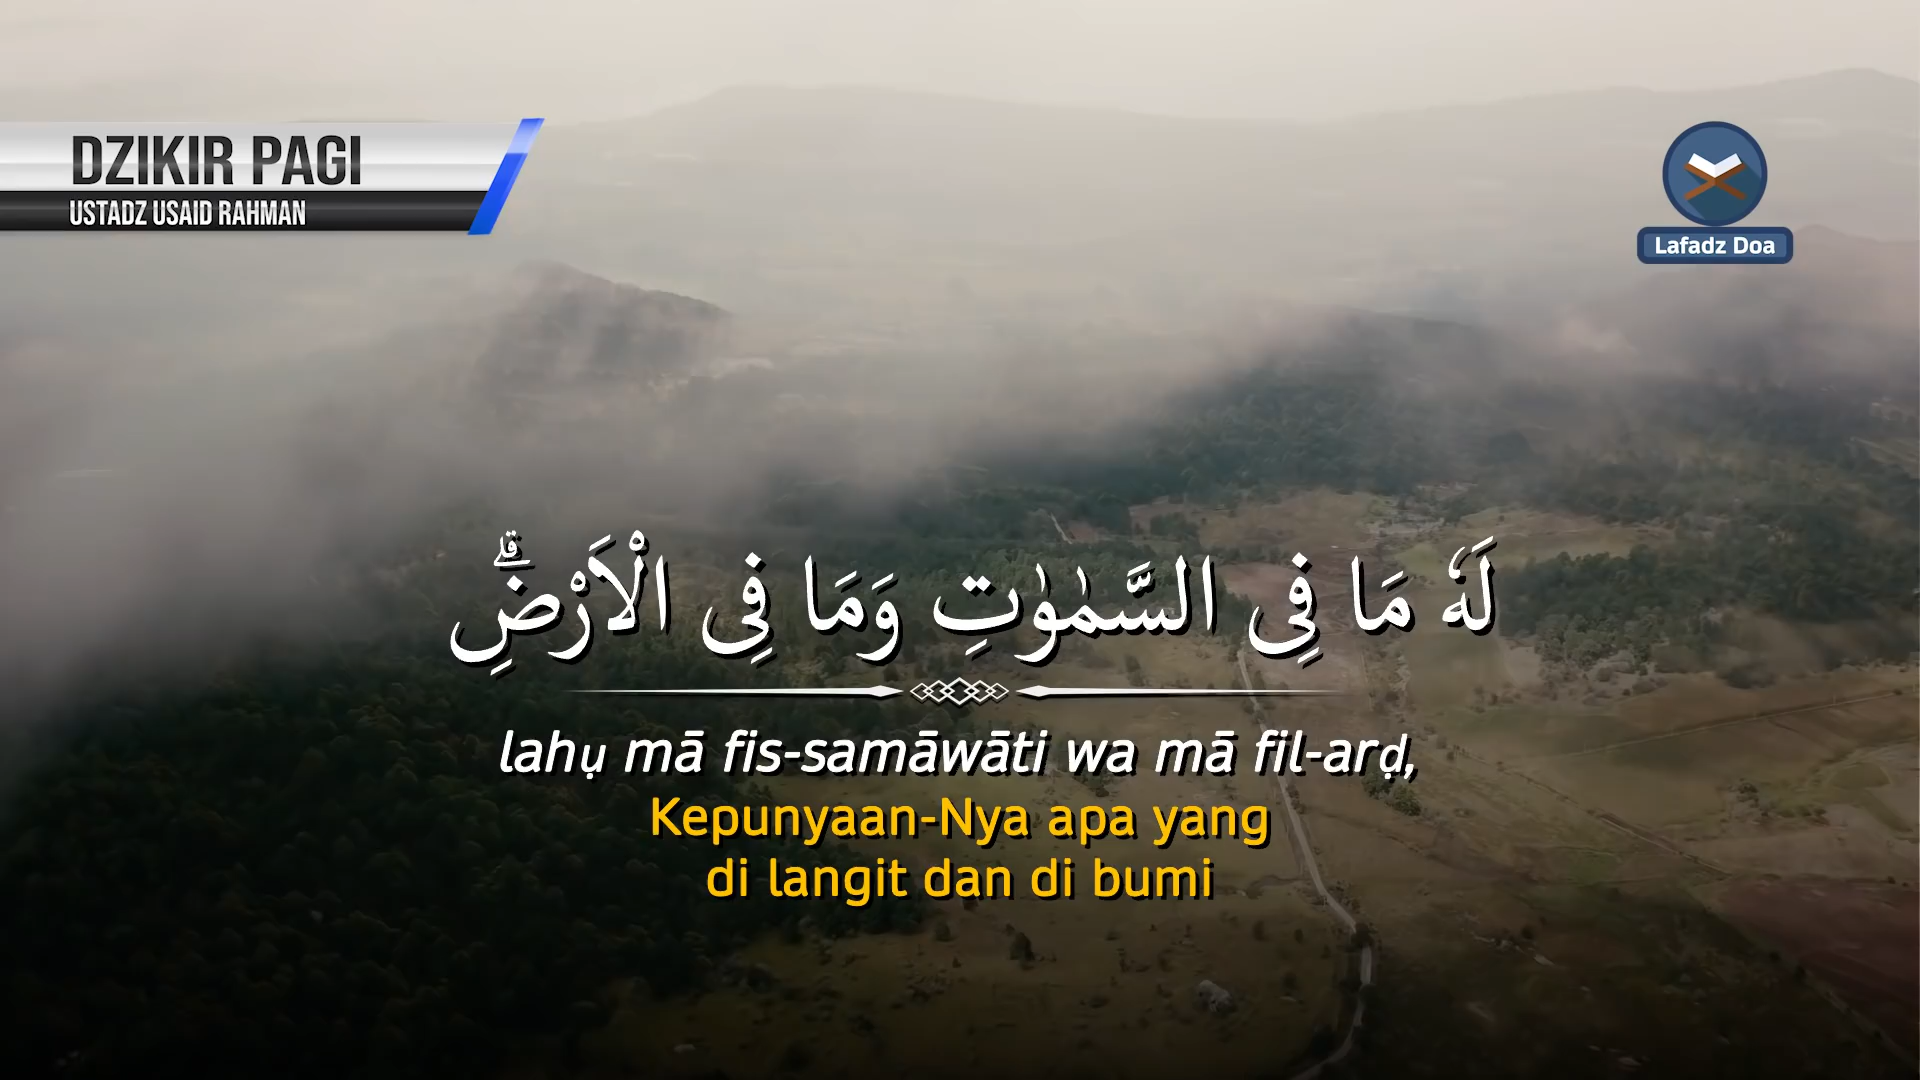 DZIKIR PAGI
USTADZ USAID RAHMAN
Lafadz Doa
لَهٗ مَا فِى السَّمٰوٰتِ وَمَا فِى الْاَرْضِۗ
lahụ mā fis-samāwāti wa mā fil-arḍ,
Kepunyaan-Nya apa yang
di langit dan di bumi